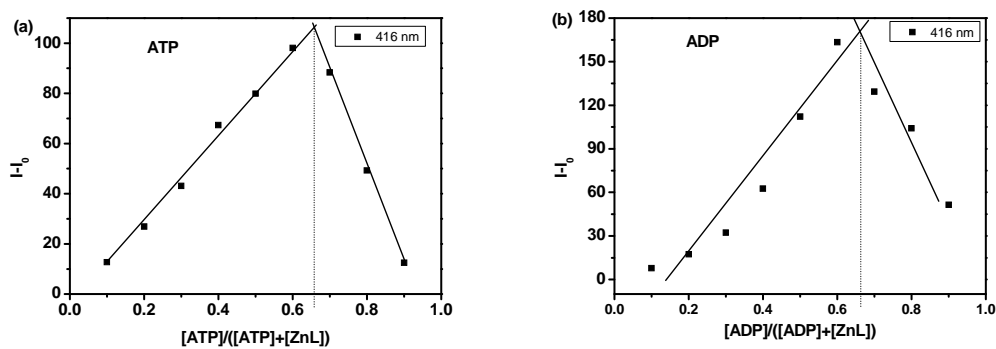 (a)
ATP
416 nm
I-I0
100
80
60
40
20
0
0.0 0.2 0.4 0.6 0.8 1.0
[ATP]/([ATP]+[ZnL])
(b)
ADP
416 nm
I-I0
180
150
120
90
60
30
0
0.0 0.2 0.4 0.6 0.8 1.0
[ADP]/([ADP]+[ZnL])